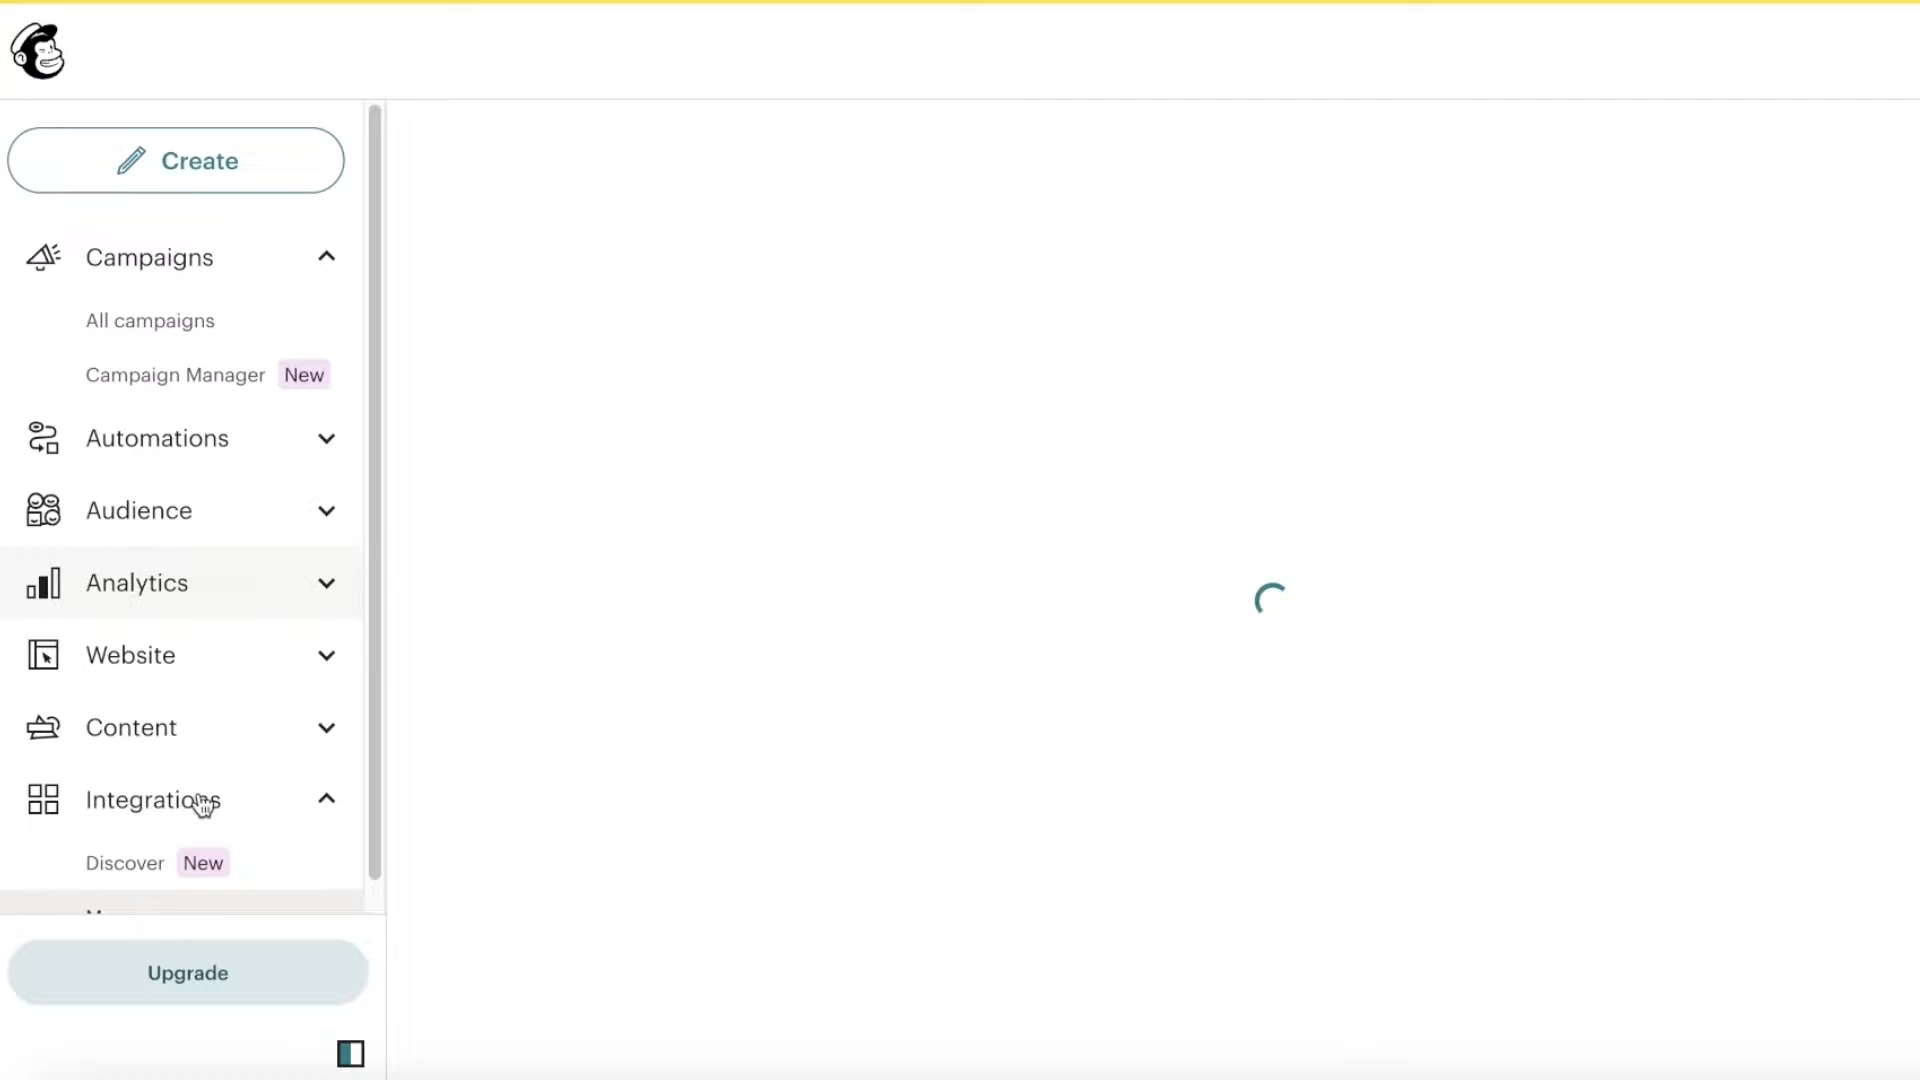 Create
Campaigns
All campaigns
Campaign Manager New
Automations
Audience
Analytics
Website
Content
Integrations
Discover New
Upgrade